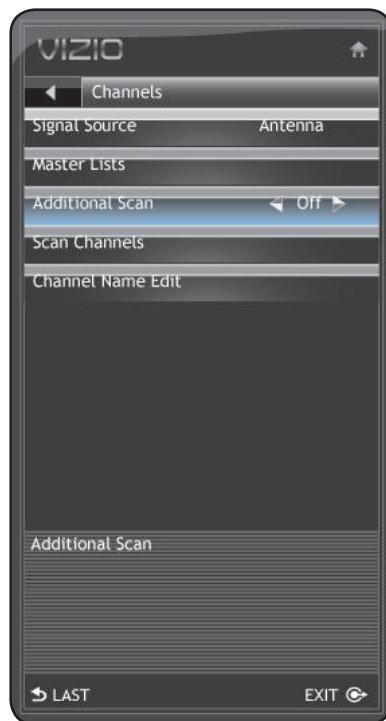 VIZIO
Channels
Signal Source Antenna
Master Lists
Additional Scan Off
Scan Channels
Channel Name Edit
Additional Scan
LAST EXIT